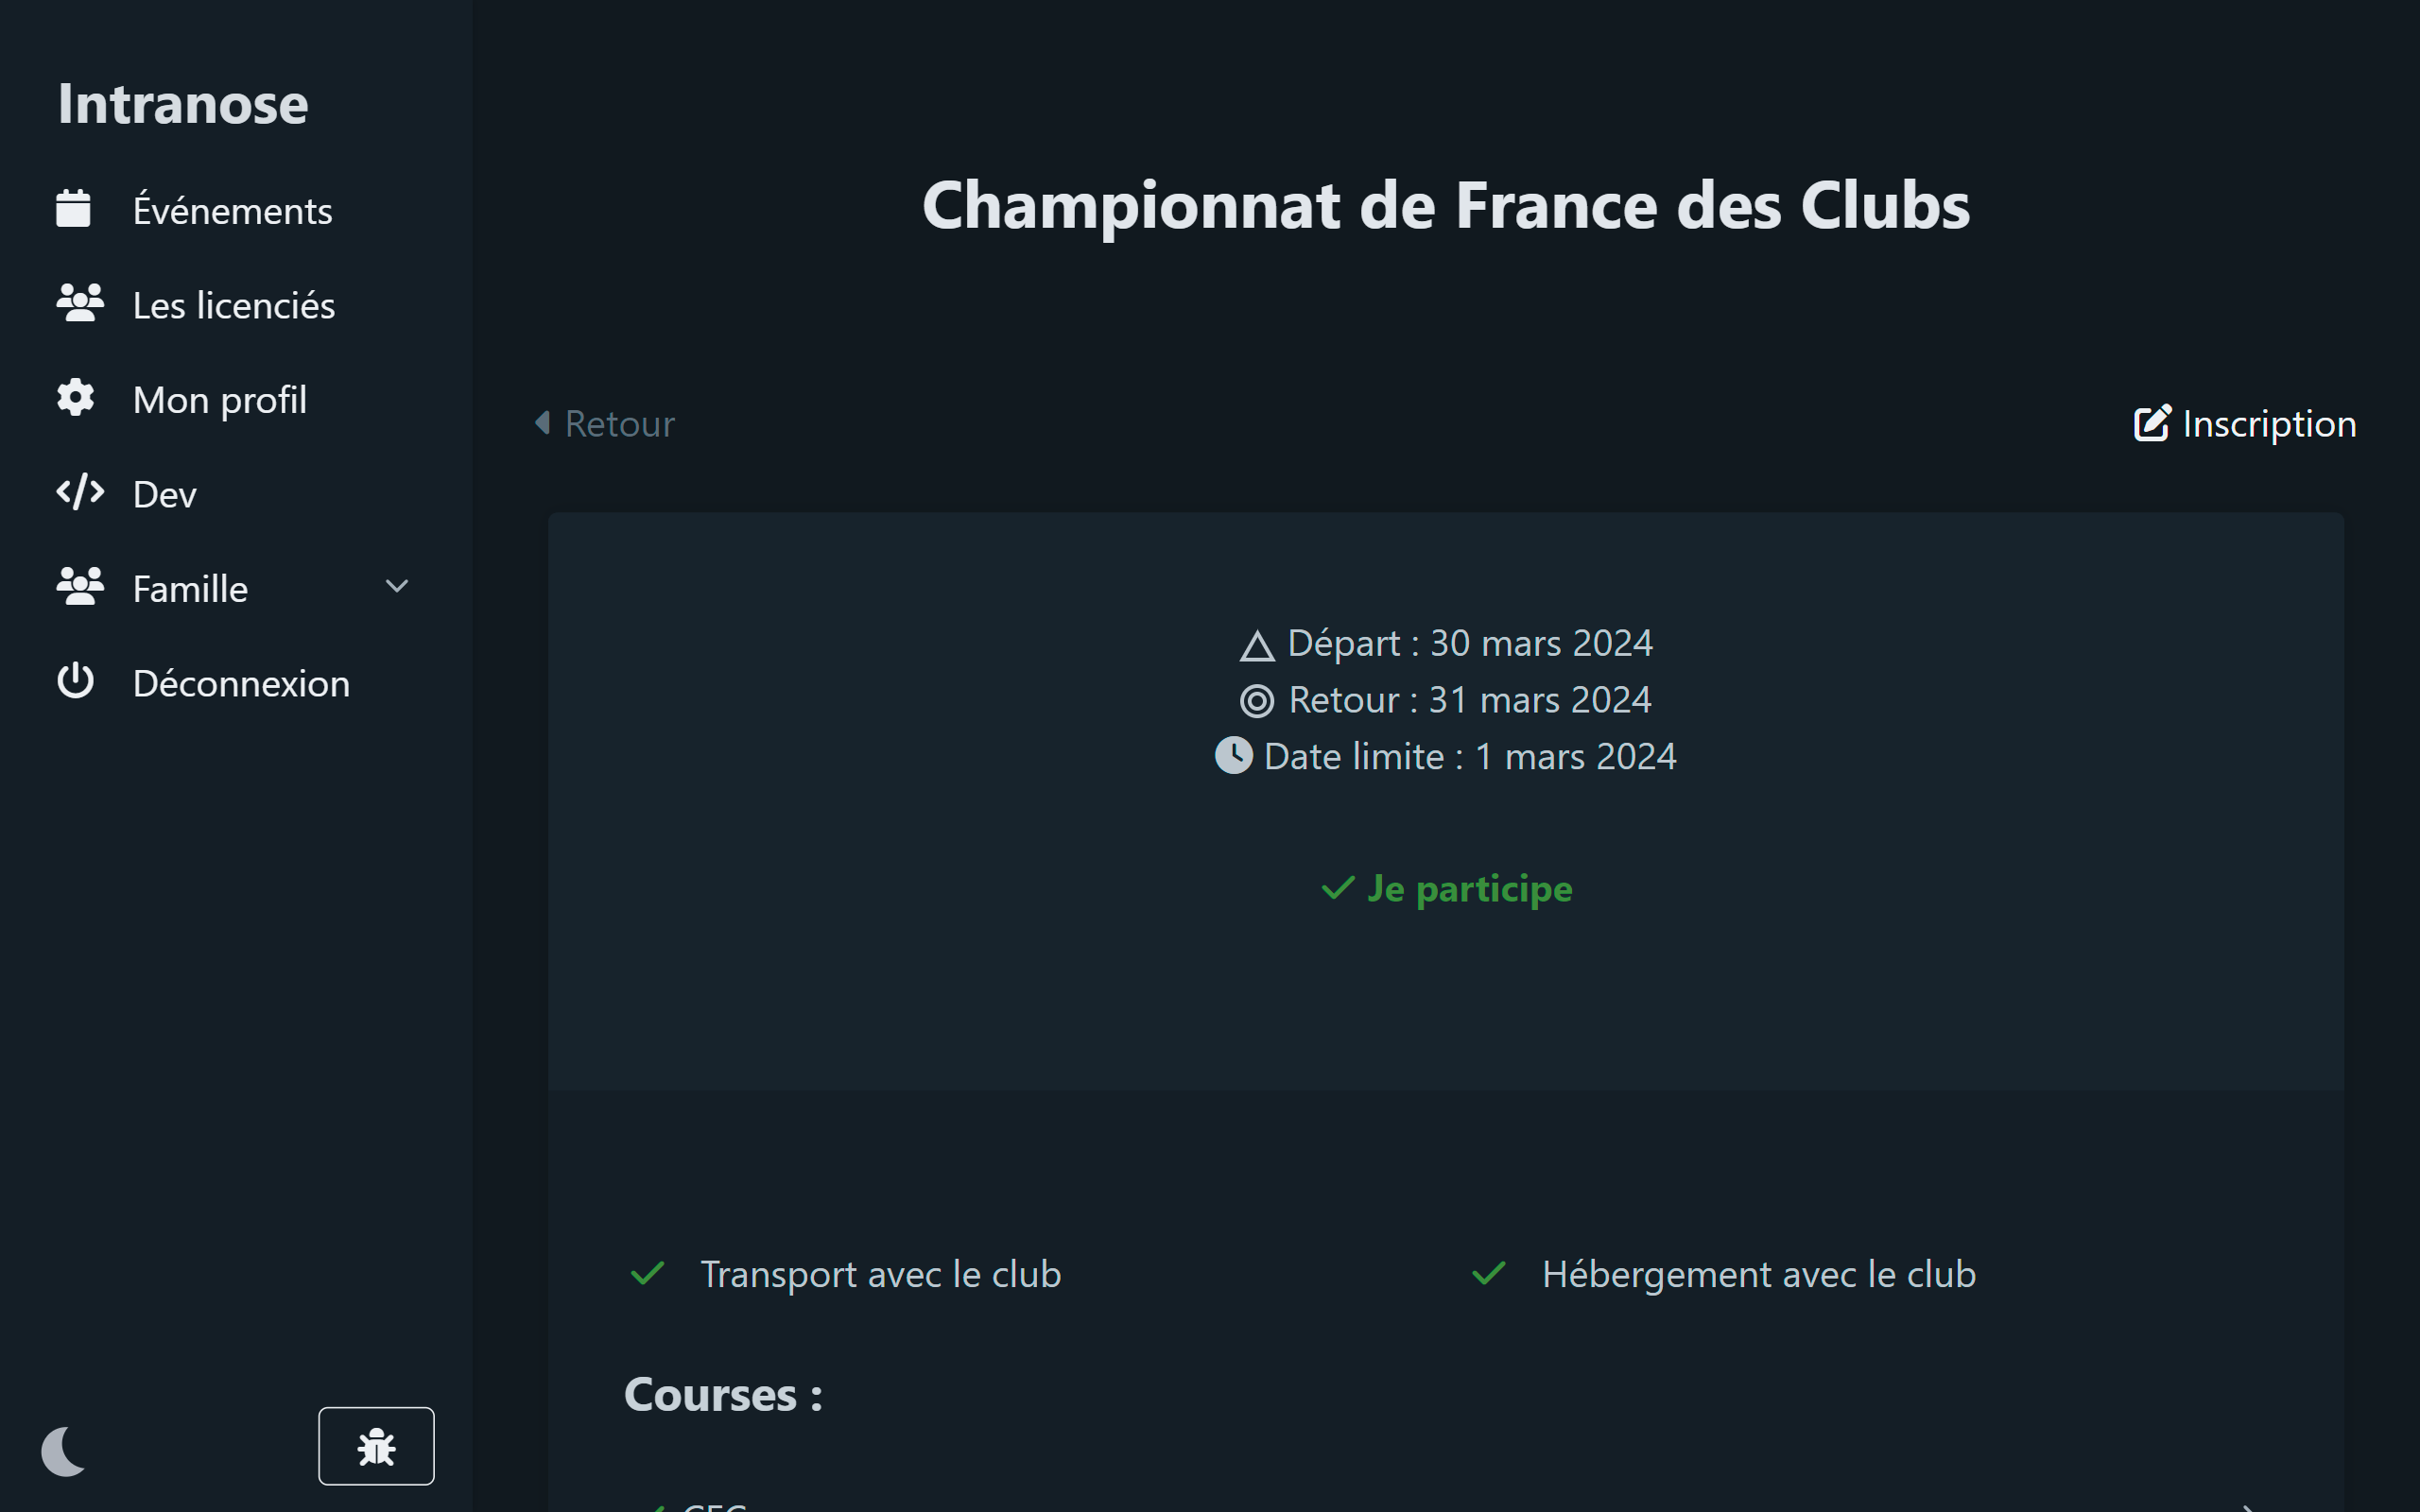 Intranose
Événements
Les licenciés
Mon profil
Dev
Famille
Déconnexion
Championnat de France des Clubs
Retour
Inscription
Départ : 30 mars 2024
Retour : 31 mars 2024
Date limite : 1 mars 2024
Je participe
Transport avec le club
Hébergement avec le club
Courses :